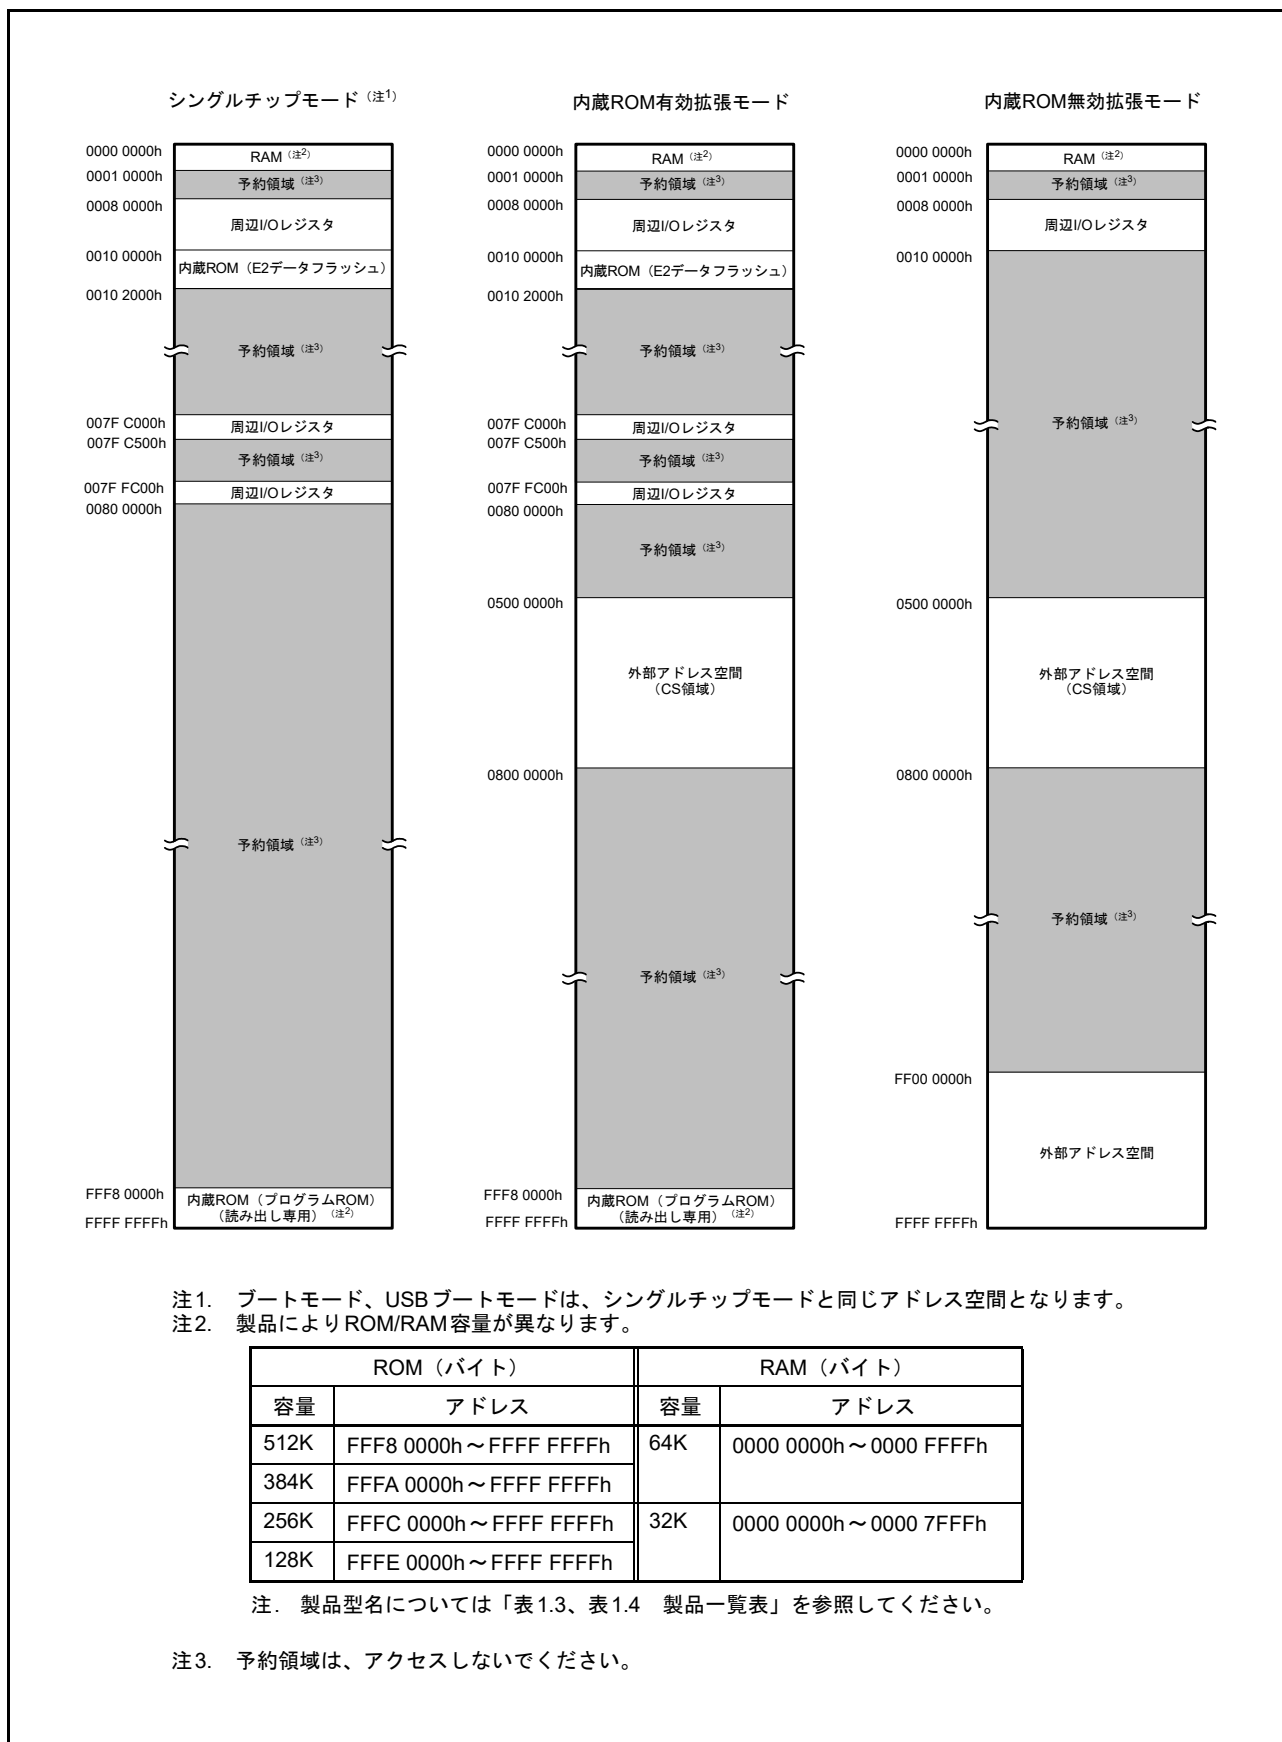 シングルチップモード（注1）
0000 0000h
RAM（注2）
0001 0000h
予約領域（注3）
0008 0000h
周辺I/Oレジスタ
0010 0000h
内蔵ROM（E2データフラッシュ）
0010 2000h
予約領域（注3）
007F C000h
周辺I/Oレジスタ
007F C500h
予約領域（注3）
007F FC00h
周辺I/Oレジスタ
0080 0000h
予約領域（注3）
FFF8 0000h
内蔵ROM（プログラムROM）
（読み出し専用）（注2）
FFFF FFFFh
内蔵ROM有効拡張モード
0000 0000h
RAM（注2）
0001 0000h
予約領域（注3）
0008 0000h
周辺I/Oレジスタ
0010 0000h
内蔵ROM（E2データフラッシュ）
0010 2000h
予約領域（注3）
007F C000h
周辺I/Oレジスタ
007F C500h
予約領域（注3）
007F FC00h
周辺I/Oレジスタ
0080 0000h
予約領域（注3）
0500 0000h
外部アドレス空間
（CS領域）
0800 0000h
予約領域（注3）
FFF8 0000h
内蔵ROM（プログラムROM）
（読み出し専用）（注2）
FFFF FFFFh
内蔵ROM無効拡張モード
0000 0000h
RAM（注2）
0001 0000h
予約領域（注3）
0008 0000h
周辺I/Oレジスタ
0010 0000h
予約領域（注3）
0500 0000h
外部アドレス空間
（CS領域）
0800 0000h
予約領域（注3）
FF00 0000h
外部アドレス空間
FFFF FFFFh
注1. ブートモード、USBブートモードは、シングルチップモードと同じアドレス空間となります。
注2. 製品によりROM/RAM容量が異なります。
ROM（バイト） RAM（バイト）
容量 アドレス 容量 アドレス
512K FFF8 0000h～FFFF FFFFh 64K 0000 0000h～0000 FFFFh
384K FFFA 0000h～FFFF FFFFh
256K FFFC 0000h～FFFF FFFFh 32K 0000 0000h～0000 7FFFh
128K FFFE 0000h～FFFF FFFFh
注. 製品型名については「表1.3、表1.4 製品一覧表」を参照してください。
注3. 予約領域は、アクセスしないでください。